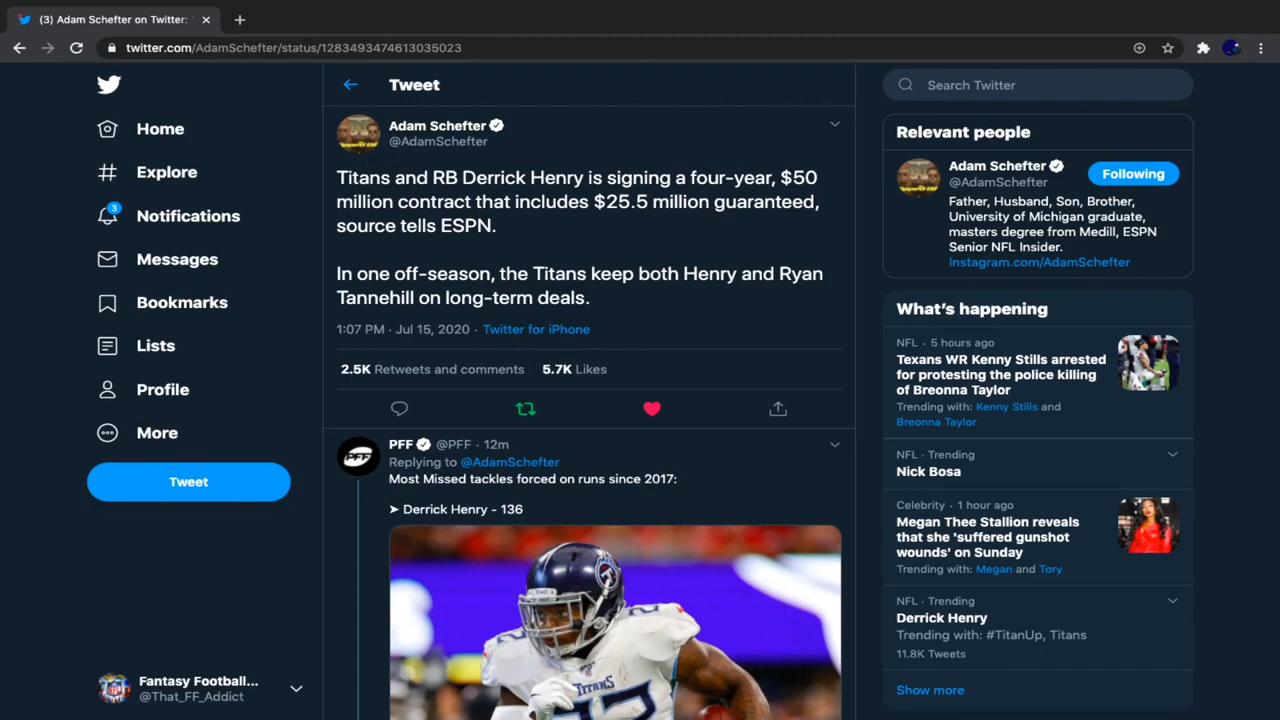 (3) Adam Schefter on Twitter:
twitter.com/AdamSchefter/status/1283493474613035023
Home
Explore
3
Notifications
Messages
Bookmarks
Lists
Profile
More
Tweet
Fantasy Football...
@That_FF_Addict
Tweet
Adam Schefter
@AdamSchefter
Titans and RB Derrick Henry is signing a four-year, $50
million contract that includes $25.5 million guaranteed,
source tells ESPN.
In one off-season, the Titans keep both Henry and Ryan
Tannehill on long-term deals.
1:07 PM · Jul 15, 2020 · Twitter for iPhone
2.5K Retweets and comments 5.7K Likes
PFF
PFF @PFF · 12m
Replying to @AdamSchefter
Most Missed tackles forced on runs since 2017:
➤ Derrick Henry - 136
TITANS
22
Search Twitter
Relevant people
Adam Schefter
@AdamSchefter
Following
Father, Husband, Son, Brother,
University of Michigan graduate,
masters degree from Medill, ESPN
Senior NFL Insider.
Instagram.com/AdamSchefter
What's happening
NFL · 5 hours ago
Texans WR Kenny Stills arrested
for protesting the police killing
of Breonna Taylor
Trending with: Kenny Stills and
Breonna Taylor
NFL · Trending
Nick Bosa
Celebrity · 1 hour ago
Megan Thee Stallion reveals
that she 'suffered gunshot
wounds' on Sunday
Trending with: Megan and Tory
NFL · Trending
Derrick Henry
Trending with: #TitanUp, Titans
11.8K Tweets
Show more